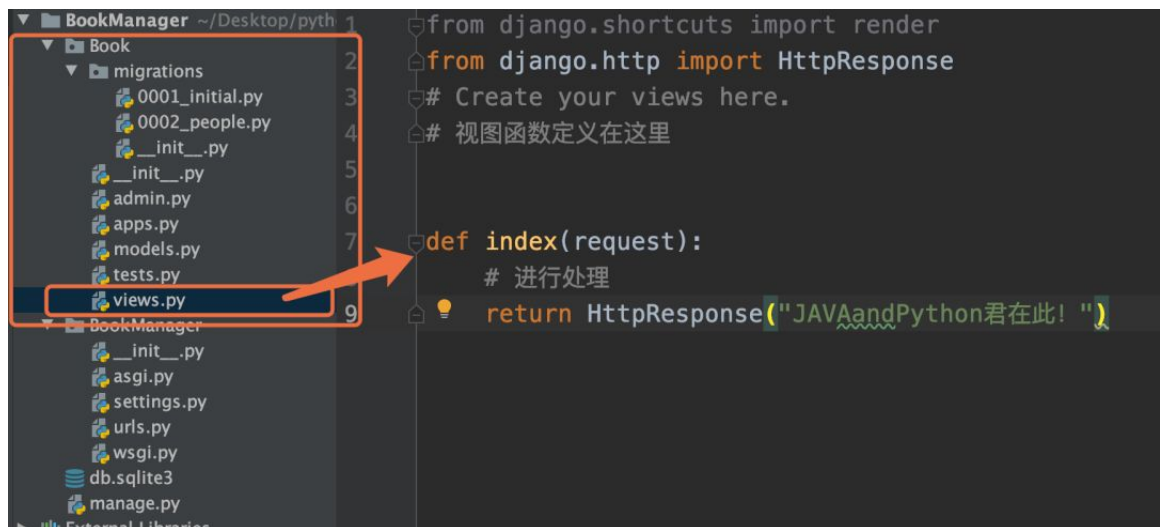 BookManager ~/Desktop/pyth
Book
migrations
0001_initial.py
0002_people.py
__init__.py
__init__.py
admin.py
apps.py
models.py
tests.py
views.py
BookManager
__init__.py
asgi.py
settings.py
urls.py
wsgi.py
db.sqlite3
manage.py
External Libraries
1 from django.shortcuts import render
2 from django.http import HttpResponse
3 # Create your views here.
4 # 视图函数定义在这里
5
6
7 def index(request):
# 进行处理
9 return HttpResponse("JAVAandPython君在此！")